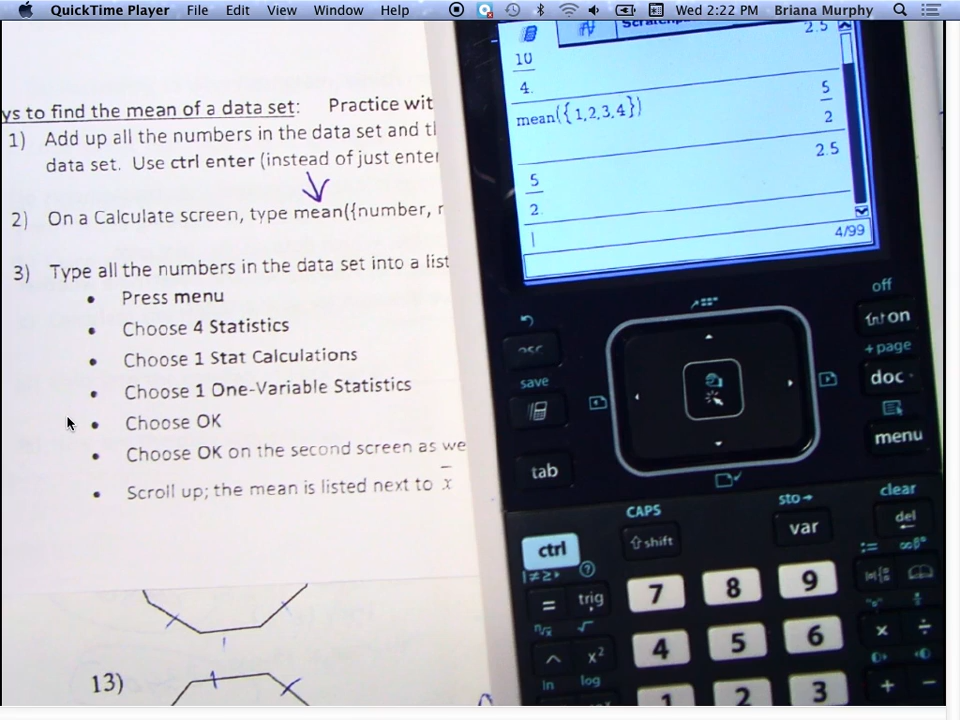 QuickTime Player File Edit View Window Help Wed 2:22 PM Briana Murphy
ys to find the mean of a data set: Practice wit
1) Add up all the numbers in the data set and
data set. Use ctrl enter (instead of just enter
2) On a Calculate screen, type mean({number,
3) Type all the numbers in the data set into a list
• Press menu
• Choose 4 Statistics
• Choose 1 Stat Calculations
• Choose 1 One-Variable Statistics
• Choose OK
• Choose OK on the second screen as we
• Scroll up; the mean is listed next to x̄
13)
2.5
10
4.
mean({1,2,3,4})
5
2
2.5
5
2.
4/99
off
on
+ page
save
doc
menu
tab
CAPS
sto→
clear
ctrl
shift
var
del
7 8 9
= trig
4 5 6
^ x² × ÷
ln log
1 2 3 + −